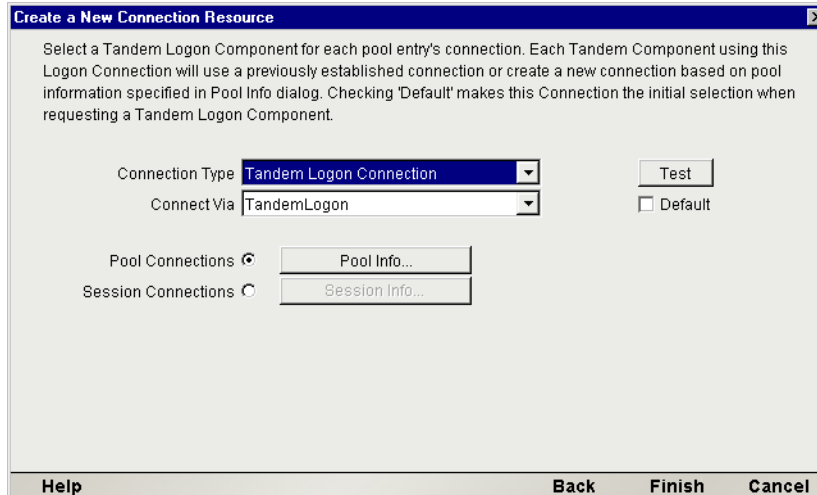 Create a New Connection Resource
Select a Tandem Logon Component for each pool entry's connection. Each Tandem Component using this
Logon Connection will use a previously established connection or create a new connection based on pool
information specified in Pool Info dialog. Checking 'Default' makes this Connection the initial selection when
requesting a Tandem Logon Component.
Connection Type Tandem Logon Connection Test
Connect Via TandemLogon Default
Pool Connections Pool Info...
Session Connections Session Info...
Help Back Finish Cancel